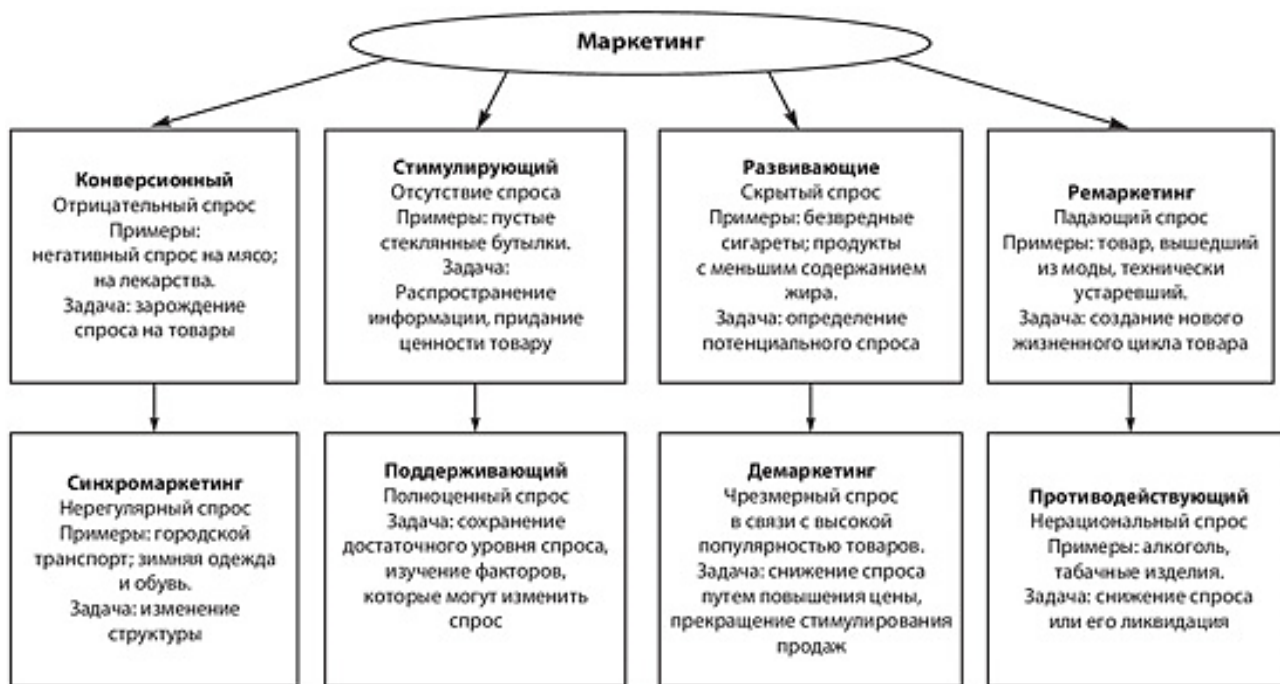 Маркетинг
Конверсионный
Отрицательный спрос
Примеры:
негативный спрос на мясо;
на лекарства.
Задача: зарождение
спроса на товары
Стимулирующий
Отсутствие спроса
Примеры: пустые
стеклянные бутылки.
Задача:
Распространение
информации, придание
ценности товару
Развивающие
Скрытый спрос
Примеры: безвредные
сигареты; продукты
с меньшим содержанием
жира.
Задача: определение
потенциального спроса
Ремаркетинг
Падающий спрос
Примеры: товар, вышедший
из моды, технически
устаревший.
Задача: создание нового
жизненного цикла товара
Синхромаркетинг
Нерегулярный спрос
Примеры: городской
транспорт; зимняя одежда
и обувь.
Задача: изменение
структуры
Поддерживающий
Полноценный спрос
Задача: сохранение
достаточного уровня спроса,
изучение факторов,
которые могут изменить
спрос
Демаркетинг
Чрезмерный спрос
в связи с высокой
популярностью товаров.
Задача: снижение спроса
путем повышения цены,
прекращение стимулирования
продаж
Противодействующий
Нерациональный спрос
Примеры: алкоголь,
табачные изделия.
Задача: снижение спроса
или его ликвидация